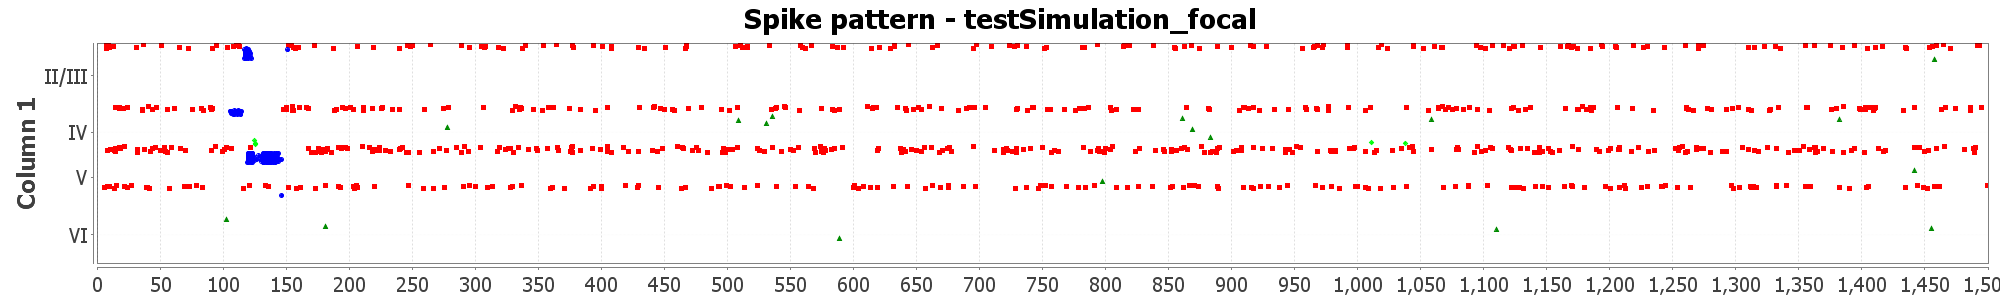 Spike pattern - testSimulation_focal
Column 1
II/III
IV
V
VI
0 50 100 150 200 250 300 350 400 450 500 550 600 650 700 750 800 850 900 950 1,000 1,050 1,100 1,150 1,200 1,250 1,300 1,350 1,400 1,450 1,50